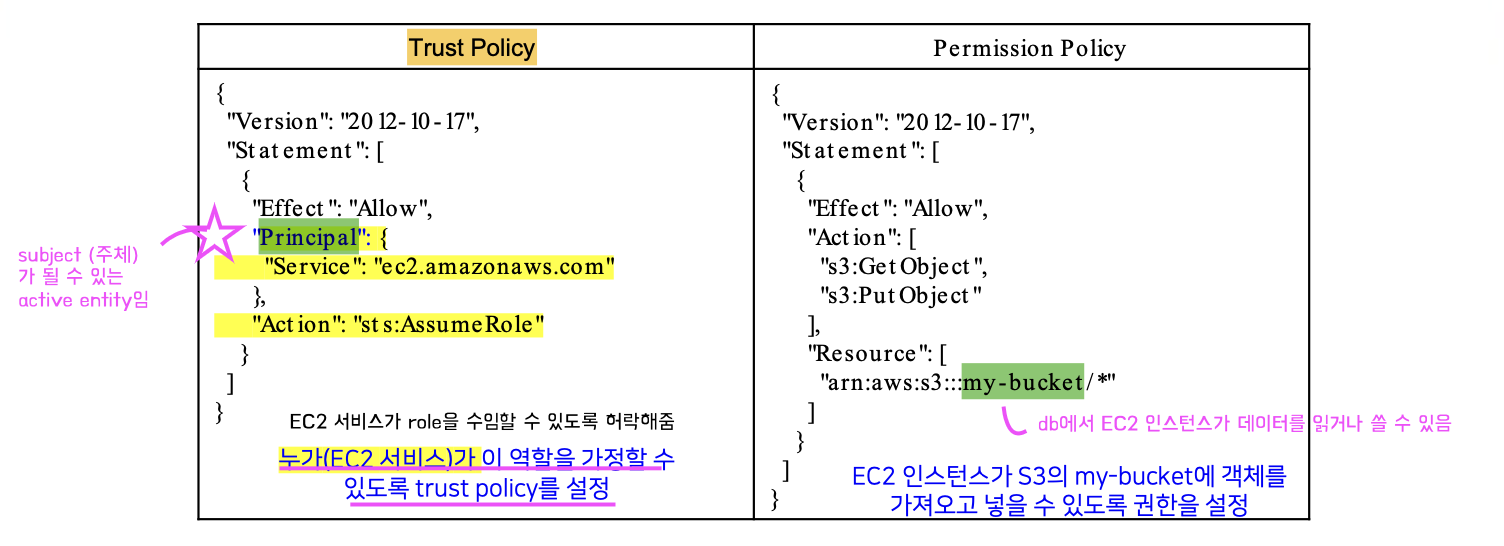 Trust Policy
{
"Version": "2012-10-17",
"Statement": [
{
"Effect": "Allow",
"Principal": {
"Service": "ec2.amazonaws.com"
},
"Action": "sts:AssumeRole"
}
]
}
subject (주체)
가 될 수 있는
active entity임
EC2 서비스가 role을 수임할 수 있도록 허락해줌
누가(EC2 서비스)가 이 역할을 가정할 수
있도록 trust policy를 설정
Permission Policy
{
"Version": "2012-10-17",
"Statement": [
{
"Effect": "Allow",
"Action": [
"s3:GetObject",
"s3:PutObject"
],
"Resource": [
"arn:aws:s3:::my-bucket/*"
]
}
]
}
db에서 EC2 인스턴스가 데이터를 읽거나 쓸 수 있음
EC2 인스턴스가 S3의 my-bucket에 객체를
가져오고 넣을 수 있도록 권한을 설정